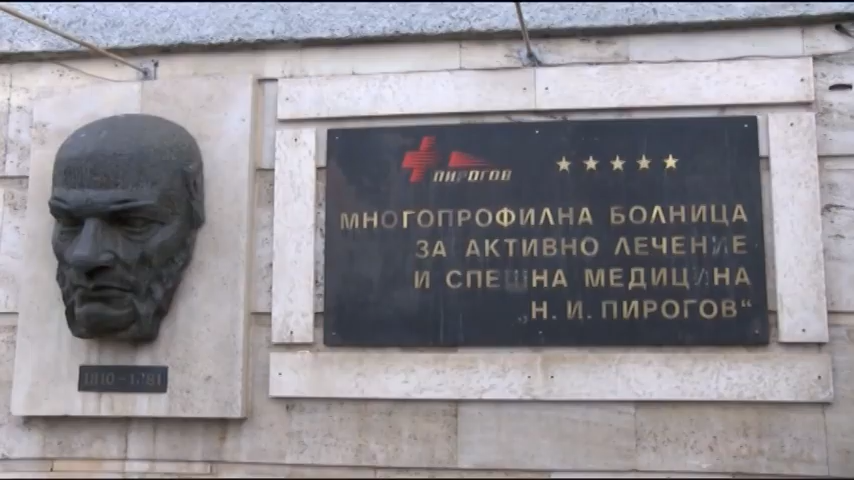 ПИРОГОВ
МНОГОПРОФИЛНА БОЛНИЦА
ЗА АКТИВНО ЛЕЧЕНИЕ
И СПЕШНА МЕДИЦИНА
„Н. И. ПИРОГОВ“
1810 - 1881